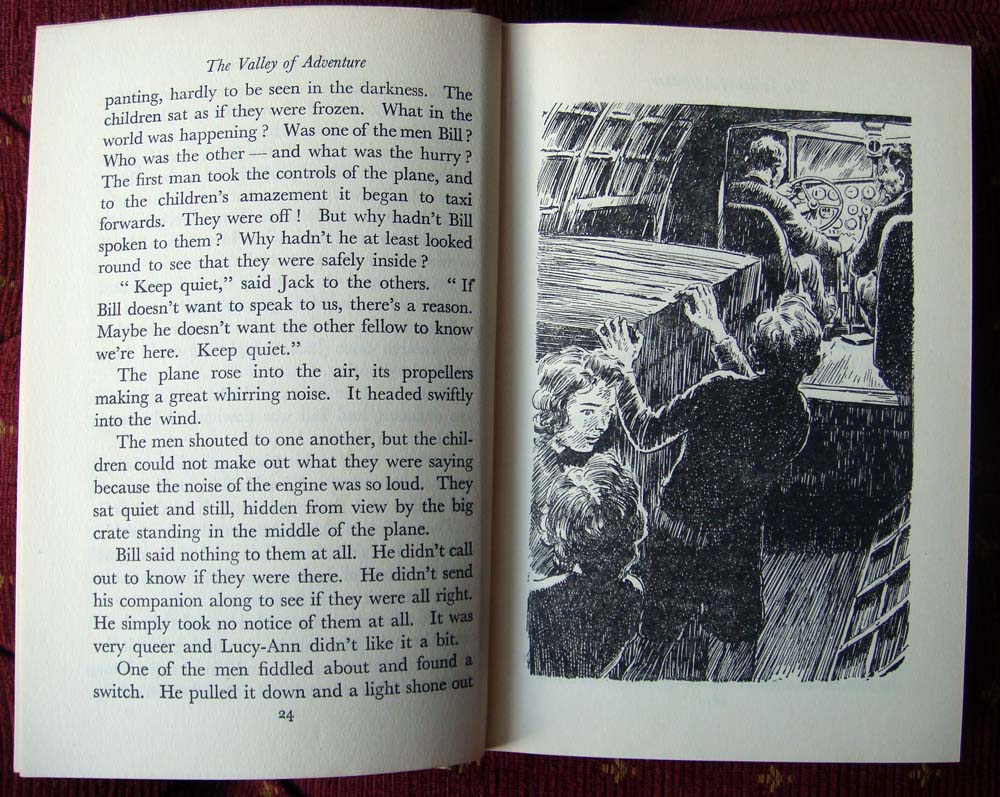 The Valley of Adventure
panting, hardly to be seen in the darkness. The
children sat as if they were frozen. What in the
world was happening? Was one of the men Bill?
Who was the other — and what was the hurry?
The first man took the controls of the plane, and
to the children's amazement it began to taxi
forwards. They were off! But why hadn't Bill
spoken to them? Why hadn't he at least looked
round to see that they were safely inside?
“Keep quiet,” said Jack to the others. “If
Bill doesn't want to speak to us, there's a reason.
Maybe he doesn't want the other fellow to know
we're here. Keep quiet.”
The plane rose into the air, its propellers
making a great whirring noise. It headed swiftly
into the wind.
The men shouted to one another, but the chil-
dren could not make out what they were saying
because the noise of the engine was so loud. They
sat quiet and still, hidden from view by the big
crate standing in the middle of the plane.
Bill said nothing to them at all. He didn't call
out to know if they were there. He didn't send
his companion along to see if they were all right.
He simply took no notice of them at all. It was
very queer and Lucy-Ann didn't like it a bit.
One of the men fiddled about and found a
switch. He pulled it down and a light shone out
24